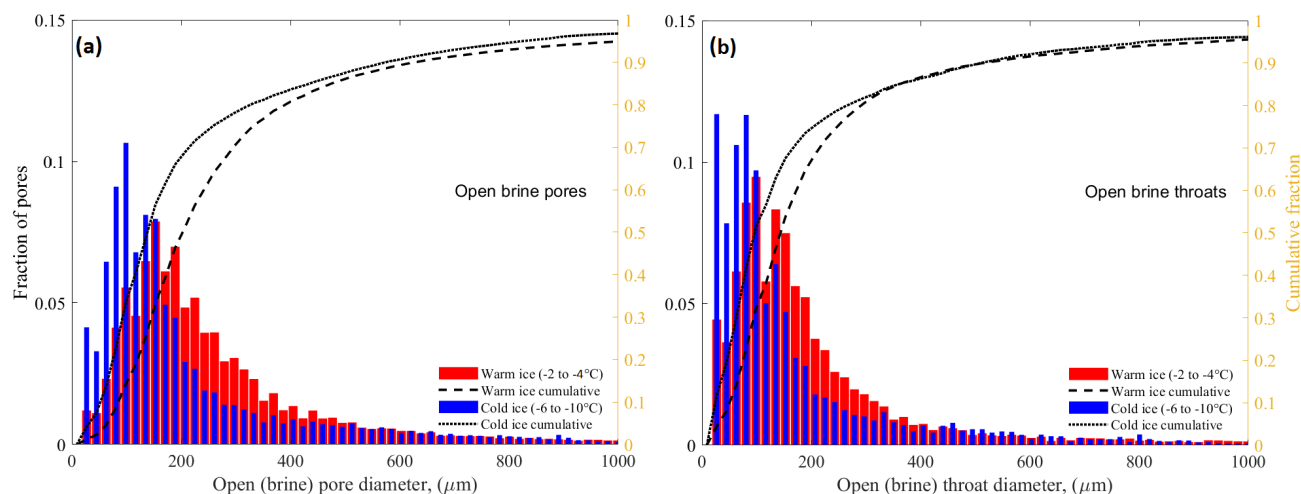 (a)
0.15
0.1
0.05
0
Fraction of pores
1
0.9
0.8
0.7
0.6
0.5
0.4
0.3
0.2
0.1
0
Open brine pores
Warm ice (-2 to -4°C)
Warm ice cumulative
Cold ice (-6 to -10°C)
Cold ice cumulative
0 200 400 600 800 1000
Open (brine) pore diameter, (μm)
(b)
0.15
0.1
0.05
0
1
0.9
0.8
0.7
0.6
0.5
0.4
0.3
0.2
0.1
0
Cumulative fraction
Open brine throats
Warm ice (-2 to -4°C)
Warm ice cumulative
Cold ice (-6 to -10°C)
Cold ice cumulative
0 200 400 600 800 1000
Open (brine) throat diameter, (μm)